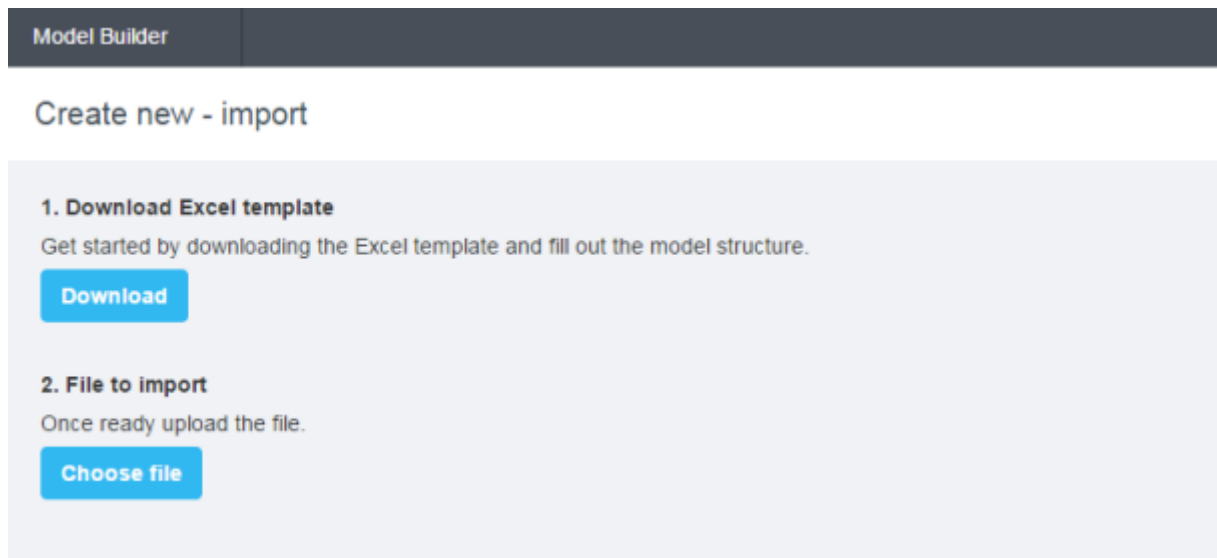 Model Builder
Create new - import
1. Download Excel template
Get started by downloading the Excel template and fill out the model structure.
Download
2. File to import
Once ready upload the file.
Choose file